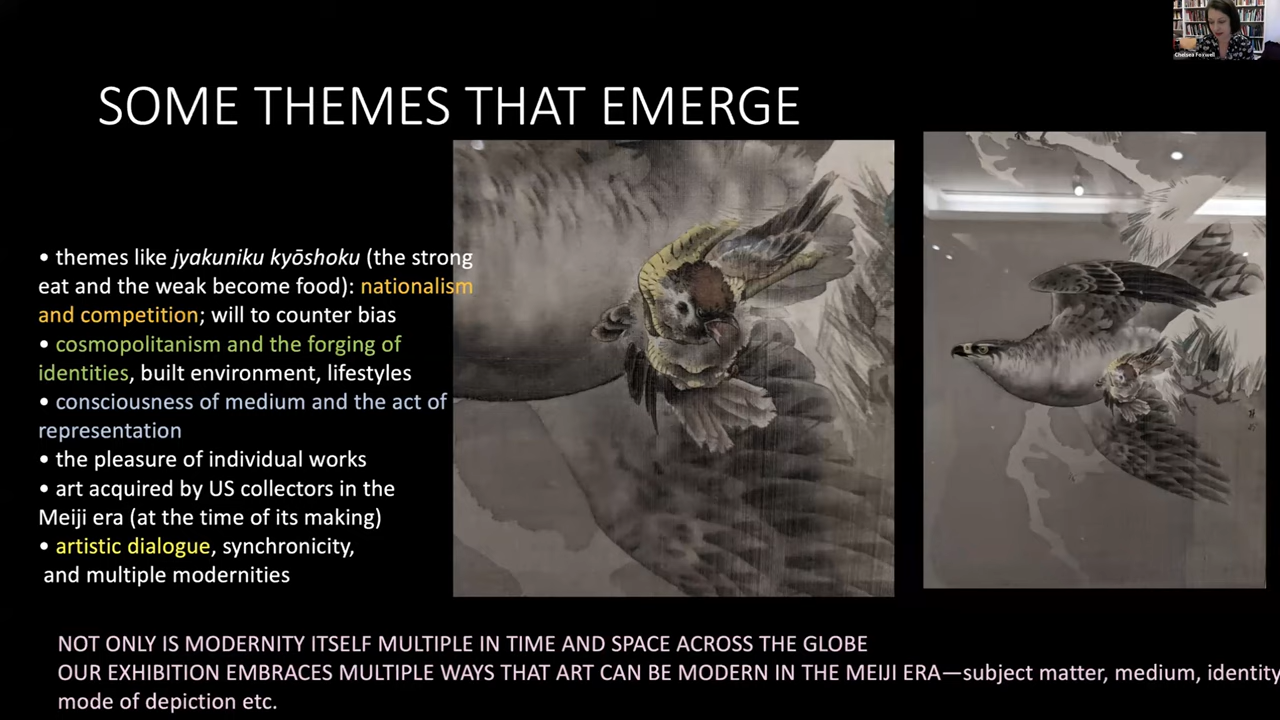 Chelsea Foxwell
SOME THEMES THAT EMERGE
• themes like jyakuniku kyōshoku (the strong
eat and the weak become food): nationalism
and competition; will to counter bias
• cosmopolitanism and the forging of
identities, built environment, lifestyles
• consciousness of medium and the act of
representation
• the pleasure of individual works
• art acquired by US collectors in the
Meiji era (at the time of its making)
• artistic dialogue, synchronicity,
and multiple modernities
NOT ONLY IS MODERNITY ITSELF MULTIPLE IN TIME AND SPACE ACROSS THE GLOBE
OUR EXHIBITION EMBRACES MULTIPLE WAYS THAT ART CAN BE MODERN IN THE MEIJI ERA—subject matter, medium, identity
mode of depiction etc.